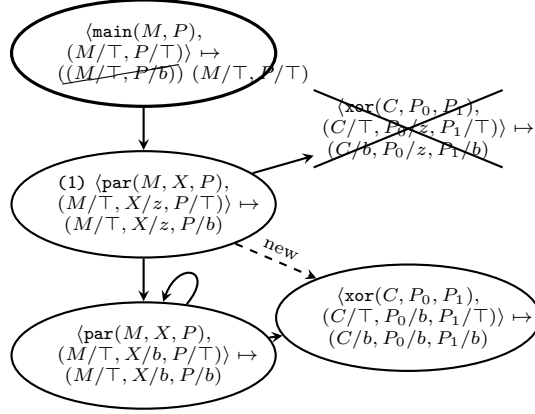 ⟨main(M, P),
(M/⊤, P/⊤)⟩ ↦
((M/⊤, P/b)) (M/⊤, P/⊤)
⟨xor(C, P₀, P₁),
(C/⊤, P₀/z, P₁/⊤)⟩ ↦
(C/b, P₀/z, P₁/b)
(1) ⟨par(M, X, P),
(M/⊤, X/z, P/⊤)⟩ ↦
(M/⊤, X/z, P/b)
new
⟨xor(C, P₀, P₁),
(C/⊤, P₀/b, P₁/⊤)⟩ ↦
(C/b, P₀/b, P₁/b)
⟨par(M, X, P),
(M/⊤, X/b, P/⊤)⟩ ↦
(M/⊤, X/b, P/b)